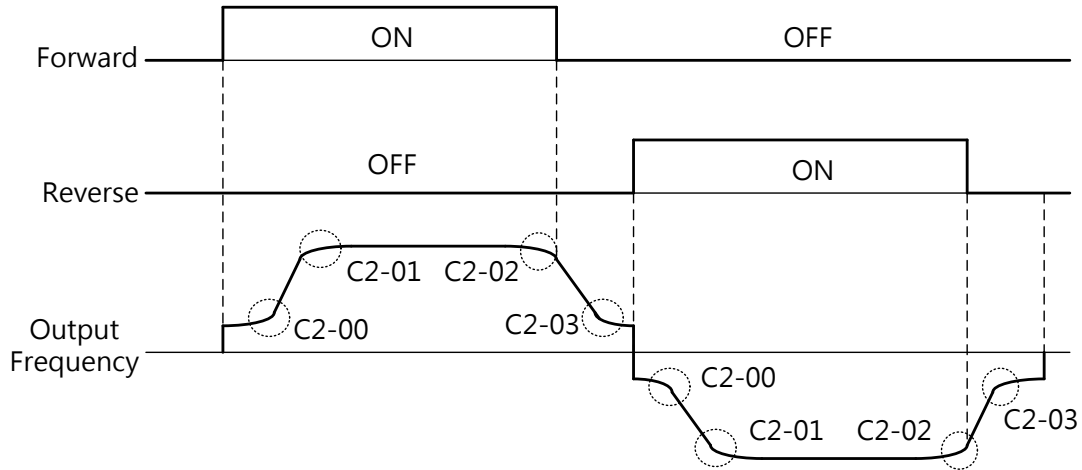 ON
OFF
Forward
OFF
ON
Reverse
C2-01
C2-02
C2-00
C2-03
Output
Frequency
C2-00
C2-03
C2-01
C2-02